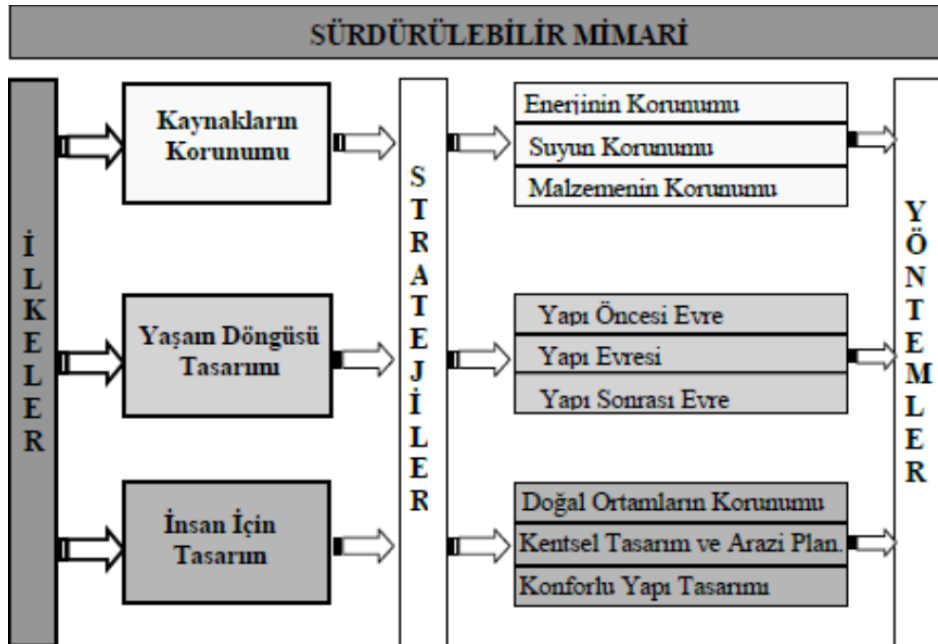 SÜRDÜRÜLEBİLİR MİMARİ
İLKELER
Kaynakların
Korunumu
Yaşam Döngüsü
Tasarımı
İnsan İçin
Tasarım
STRATEJİLER
Enerjinin Korunumu
Suyun Korunumu
Malzemenin Korunumu
Yapı Öncesi Evre
Yapı Evresi
Yapı Sonrası Evre
Doğal Ortamların Korunumu
Kentsel Tasarım ve Arazi Plan.
Konforlu Yapı Tasarımı
YÖNTEMLER